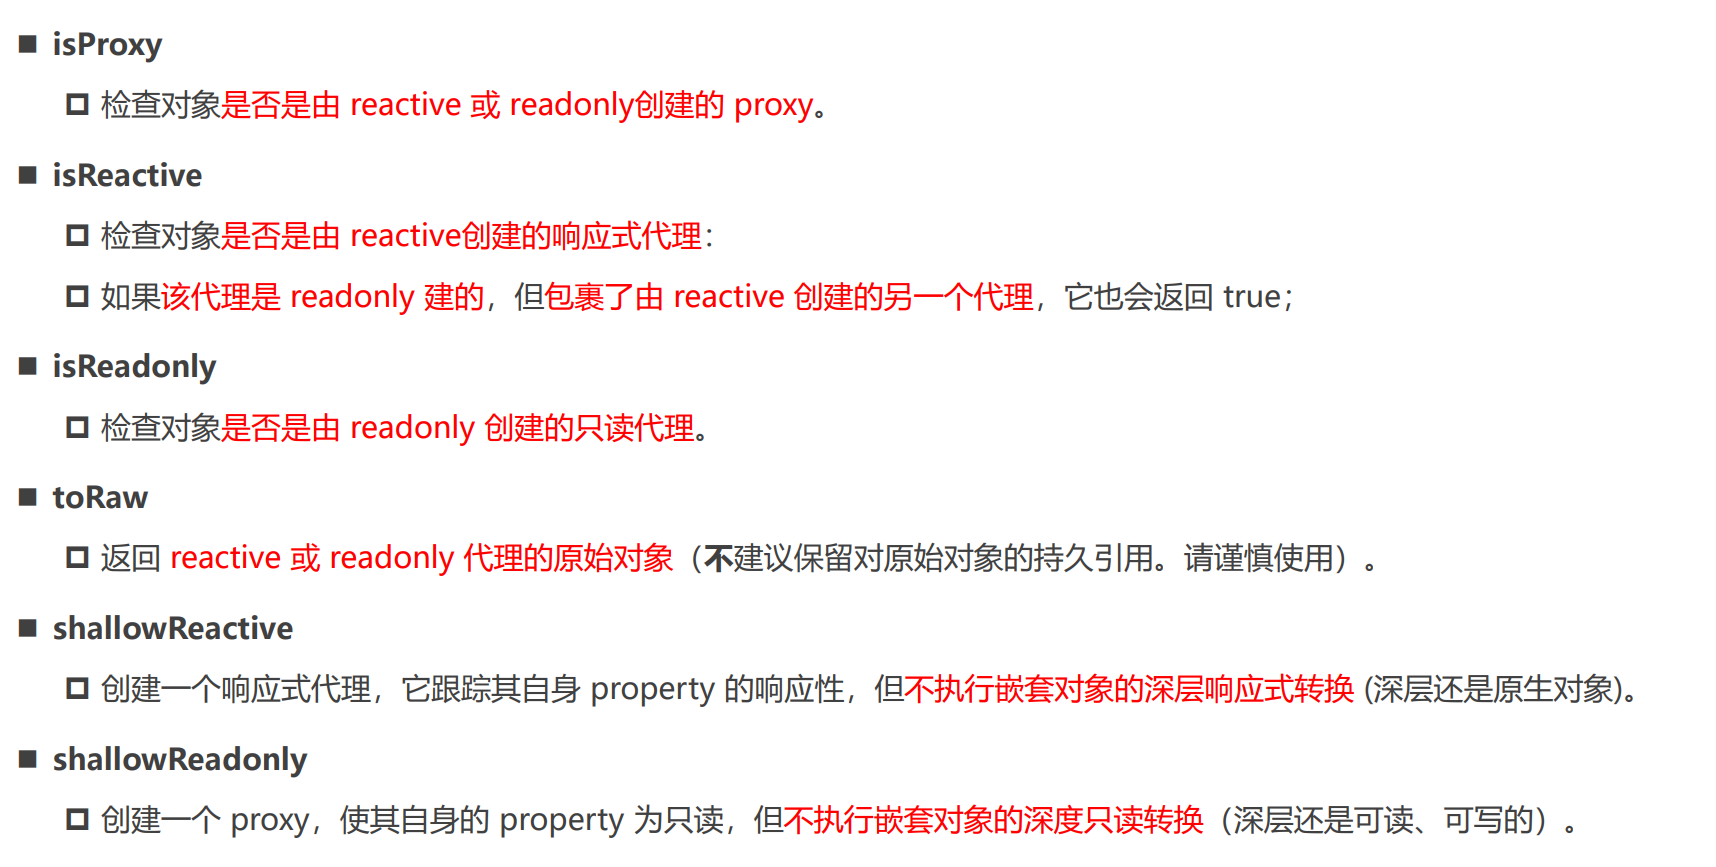 isProxy
检查对象是否是由 reactive 或 readonly创建的 proxy。
isReactive
检查对象是否是由 reactive创建的响应式代理：
如果该代理是 readonly 建的，但包裹了由 reactive 创建的另一个代理，它也会返回 true；
isReadonly
检查对象是否是由 readonly 创建的只读代理。
toRaw
返回 reactive 或 readonly 代理的原始对象（不建议保留对原始对象的持久引用。请谨慎使用）。
shallowReactive
创建一个响应式代理，它跟踪其自身 property 的响应性，但不执行嵌套对象的深层响应式转换 (深层还是原生对象)。
shallowReadonly
创建一个 proxy，使其自身的 property 为只读，但不执行嵌套对象的深度只读转换（深层还是可读、可写的）。